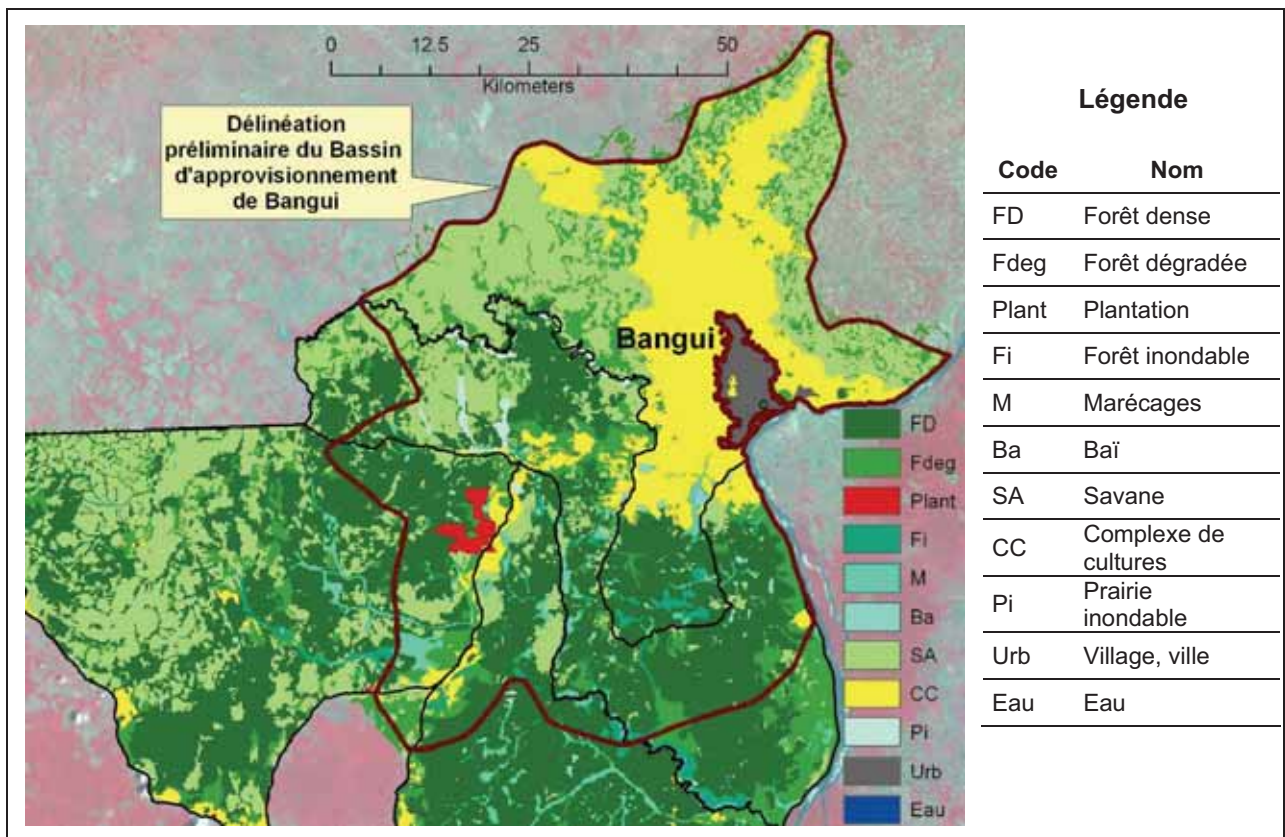 0 12.5 25 50
Kilometers
Délinéation
préliminaire du Bassin
d'approvisionnement
de Bangui
Bangui
FD
Fdeg
Plant
Fi
M
Ba
SA
CC
Pi
Urb
Eau
Légende
Code Nom
FD Forêt dense
Fdeg Forêt dégradée
Plant Plantation
Fi Forêt inondable
M Marécages
Ba Baï
SA Savane
CC Complexe de
cultures
Pi Prairie
inondable
Urb Village, ville
Eau Eau